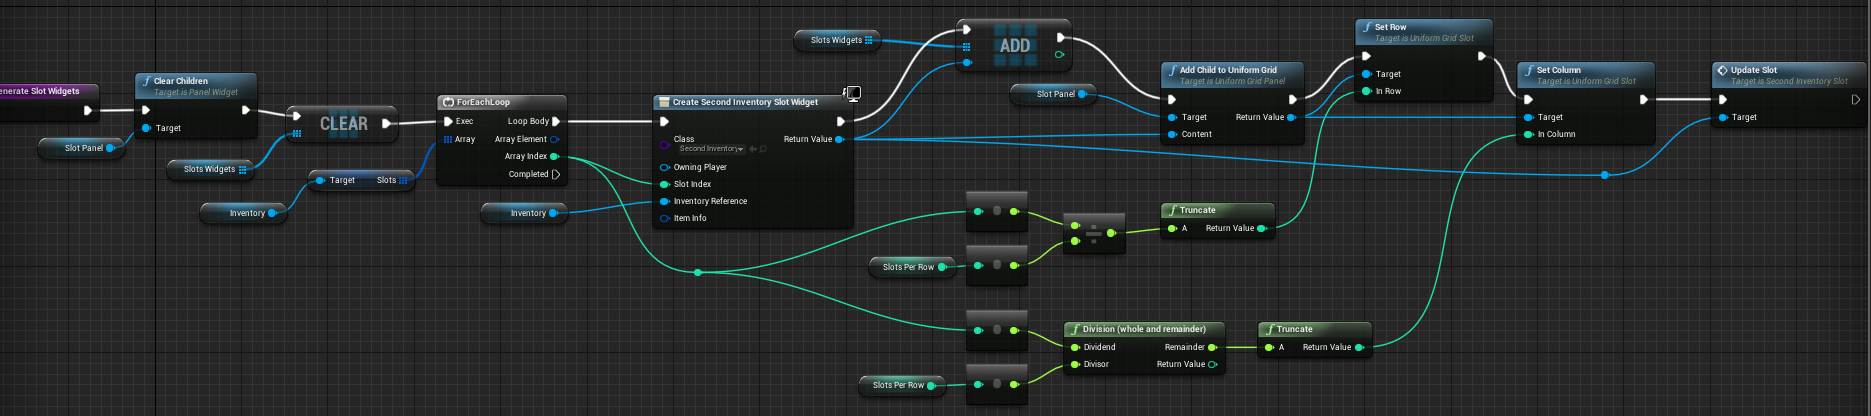 enerate Slot Widgets
Slot Panel
Clear Children
Target is Panel Widget
Target
Slots Widgets
CLEAR
Inventory
Target Slots
ForEachLoop
Exec Loop Body
Array Array Element
Array Index
Completed
Inventory
Create Second Inventory Slot Widget
Class Return Value
Second Inventory
Owning Player
Slot Index
Inventory Reference
Item Info
Slots Widgets
ADD
Slot Panel
Add Child to Uniform Grid
Target is Uniform Grid Panel
Target Return Value
Content
Set Row
Target is Uniform Grid Slot
Target
In Row
Set Column
Target is Uniform Grid Slot
Target
In Column
Update Slot
Target is Second Inventory Slot
Target
Slots Per Row
÷
Truncate
A Return Value
Slots Per Row
Division (whole and remainder)
Dividend Remainder
Divisor Return Value
Truncate
A Return Value